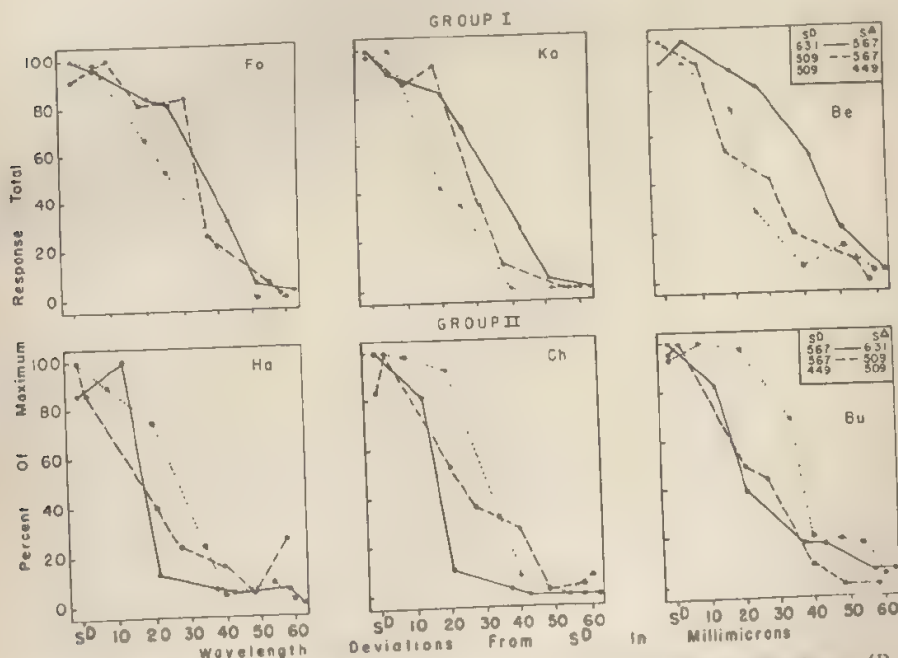 GROUP I
Fo
Ka
Be
S^D S^Δ
631 — 567
509 --- 567
509 449
100
80
60
40
20
0
Percent Of Maximum Response Total
GROUP II
Ha
Ch
Bu
S^D S^Δ
567 — 631
567 --- 509
449 509
100
80
60
40
20
0
S^D 10 20 30 40 50 60
S^D 10 20 30 40 50 60
S^D 10 20 30 40 50 60
Wavelength Deviations From S^D In Millimicrons